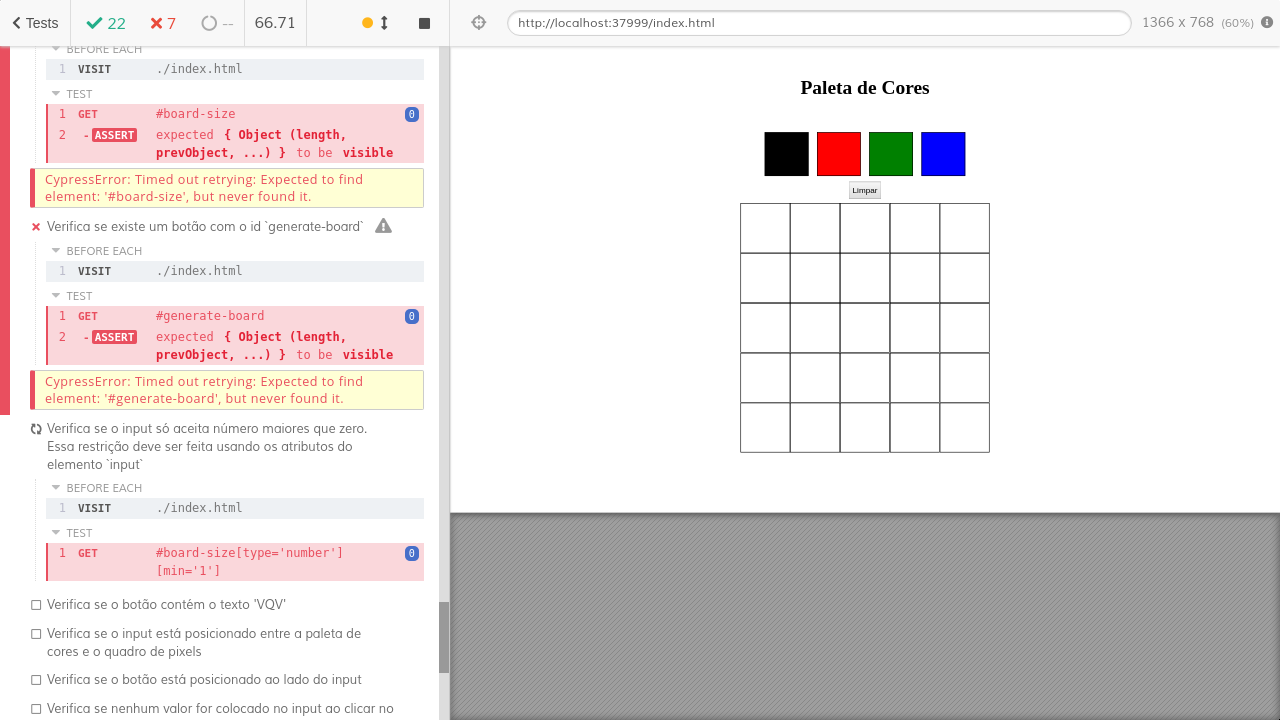 Tests 22 7 -- 66.71
http://localhost:37999/index.html 1366 x 768 (60%)
BEFORE EACH
1 VISIT ./index.html
TEST
1 GET #board-size 0
2 -ASSERT expected { Object (length,
prevObject, ...) } to be visible
CypressError: Timed out retrying: Expected to find
element: '#board-size', but never found it.
Verifica se existe um botão com o id `generate-board`
BEFORE EACH
1 VISIT ./index.html
TEST
1 GET #generate-board 0
2 -ASSERT expected { Object (length,
prevObject, ...) } to be visible
CypressError: Timed out retrying: Expected to find
element: '#generate-board', but never found it.
Verifica se o input só aceita número maiores que zero.
Essa restrição deve ser feita usando os atributos do
elemento `input`
BEFORE EACH
1 VISIT ./index.html
TEST
1 GET #board-size[type='number'] 0
[min='1']
Verifica se o botão contém o texto 'VQV'
Verifica se o input está posicionado entre a paleta de
cores e o quadro de pixels
Verifica se o botão está posicionado ao lado do input
Verifica se nenhum valor for colocado no input ao clicar no
Paleta de Cores
Limpar